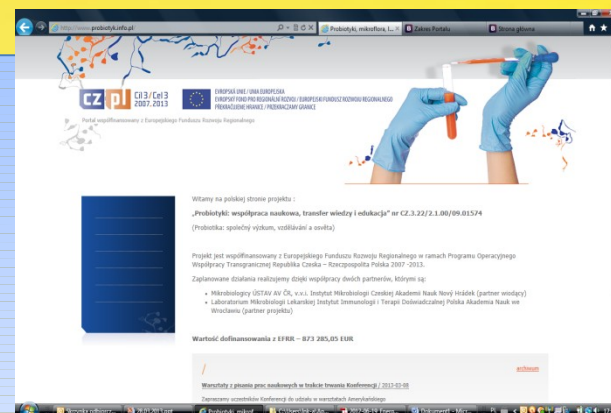 http://www.probiotyk.info.pl
Probiotyki, mikroflora, I...
Zakres Portalu
Strona główna
CZ pl Cil 3 / Cel 3
2007-2013
EVROPSKÁ UNIE / UNIA EUROPEJSKA
EVROPSKÝ FOND PRO REGIONÁLNÍ ROZVOJ / EUROPEJSKI FUNDUSZ ROZWOJU REGIONALNEGO
PŘEKRAČUJEME HRANICE / PRZEKRACZAMY GRANICE
Portal współfinansowany z Europejskiego Funduszu Rozwoju Regionalnego
Witamy na polskiej stronie projektu :
„Probiotyki: współpraca naukowa, transfer wiedzy i edukacja" nr CZ.3.22/2.1.00/09.01574
(Probiotika: společný výzkum, vzdělávání a osvěta)
Projekt jest współfinansowany z Europejskiego Funduszu Rozwoju Regionalnego w ramach Programu Operacyjnego
Współpracy Transgranicznej Republika Czeska – Rzeczpospolita Polska 2007 -2013.
Zaplanowane działania realizujemy dzięki współpracy dwóch partnerów, którymi są:
Mikrobiologicky ÚSTAV AV ČR, v.v.i. Instytut Mikrobiologii Czeskiej Akademii Nauk Nový Hrádek (partner wiodący)
Laboratorium Mikrobiologii Lekarskiej Instytut Immunologii i Terapii Doświadczalnej Polska Akademia Nauk we
Wrocławiu (partner projektu)
Wartość dofinansowania z EFRR – 873 285,05 EUR
/
archiwum
Warsztaty z pisania prac naukowych w trakcie trwania Konferencji / 2013-03-08
Zapraszamy uczestników Konferencji do udziału w warsztatach Amerykańskiego